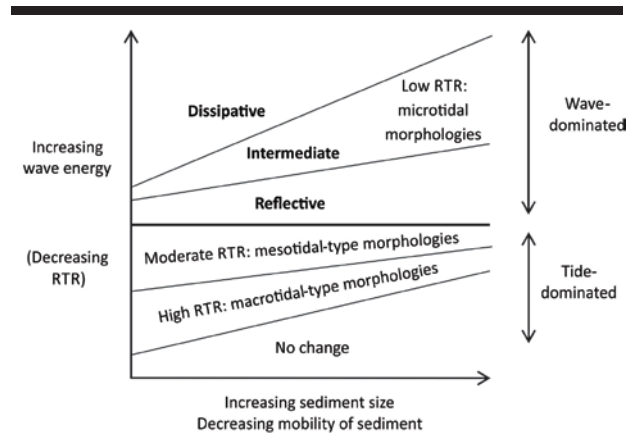 Increasing
wave energy
(Decreasing
RTR)
Dissipative
Intermediate
Reflective
Low RTR:
microtidal
morphologies
Moderate RTR: mesotidal-type morphologies
High RTR: macrotidal-type morphologies
No change
Wave-
dominated
Tide-
dominated
Increasing sediment size
Decreasing mobility of sediment